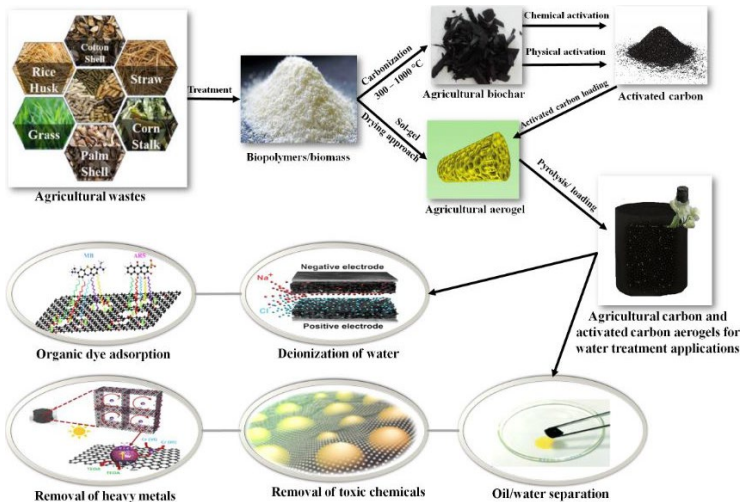 Cotton
Shell
Rice
Husk
Straw
Grass
Corn
Stalk
Palm
Shell
Agricultural wastes
Treatment
Biopolymers/biomass
Carbonization
300 – 1000 °C
Sol-gel
Drying approach
Agricultural biochar
Chemical activation
Physical activation
Activated carbon
Activated carbon loading
Agricultural aerogel
Pyrolysis/ loading
Agricultural carbon and
activated carbon aerogels for
water treatment applications
MB
Organic dye adsorption
Negative electrode
Na+
Cl-
Positive electrode
Deionization of water
Removal of heavy metals
Removal of toxic chemicals
Oil/water separation